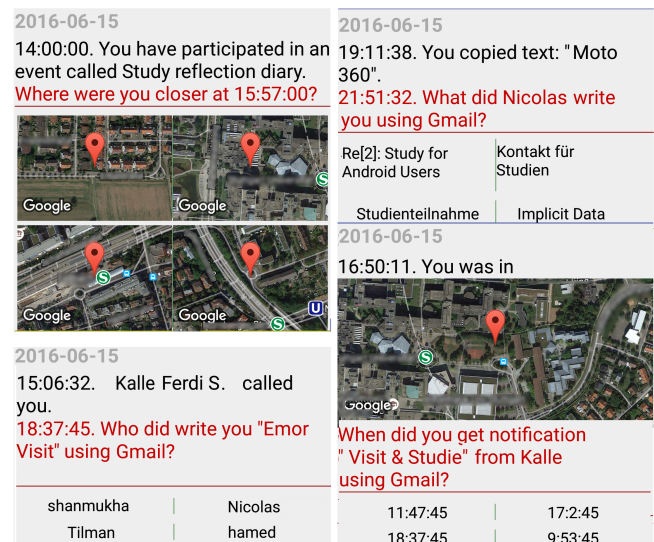 2016-06-15
14:00:00. You have participated in an
event called Study reflection diary.
Where were you closer at 15:57:00?
Google
Google
S
Google
S
Google
S
U
2016-06-15
15:06:32. Kalle Ferdi S. called
you.
18:37:45. Who did write you "Emor
Visit" using Gmail?
shanmukha
Nicolas
Tilman
hamed
2016-06-15
19:11:38. You copied text: "Moto
360".
21:51:32. What did Nicolas write
you using Gmail?
Re[2]: Study for
Android Users
Kontakt für
Studien
Studienteilnahme
Implicit Data
2016-06-15
16:50:11. You was in
S
Google
When did you get notification
" Visit & Studie" from Kalle
using Gmail?
11:47:45
17:2:45
18:37:45
9:53:45